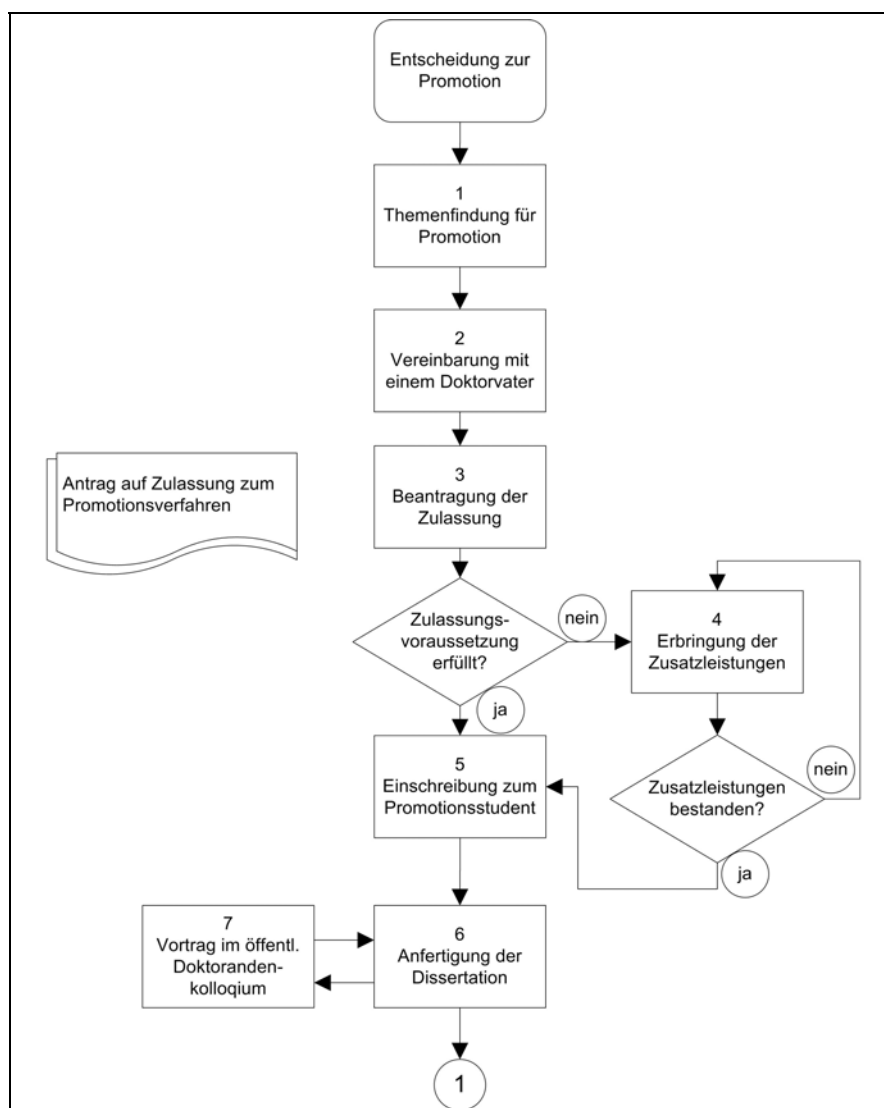 Entscheidung zur
Promotion
1
Themenfindung für
Promotion
2
Vereinbarung mit
einem Doktorvater
Antrag auf Zulassung zum
Promotionsverfahren
3
Beantragung der
Zulassung
Zulassungs-
voraussetzung
erfüllt?
nein
4
Erbringung der
Zusatzleistungen
ja
5
Einschreibung zum
Promotionsstudent
Zusatzleistungen
bestanden?
nein
ja
7
Vortrag im öffentl.
Doktoranden-
kolloqium
6
Anfertigung der
Dissertation
1